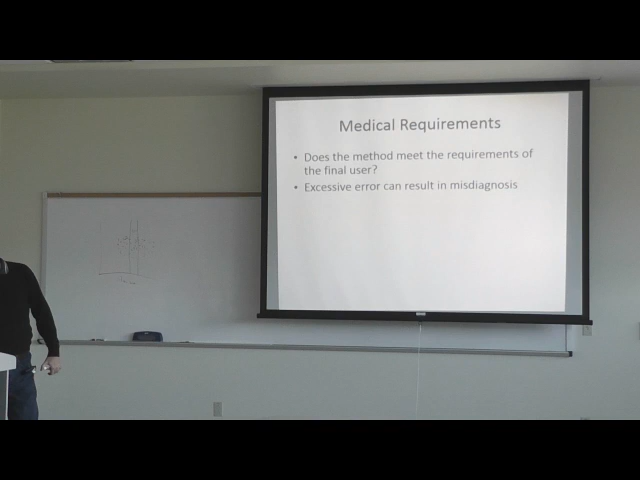 Medical Requirements
• Does the method meet the requirements of
the final user?
• Excessive error can result in misdiagnosis